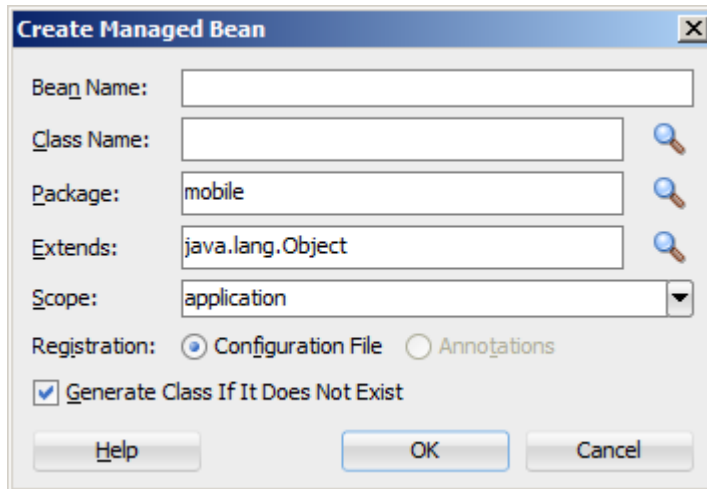 Create Managed Bean
Bean Name:
Class Name:
Package: mobile
Extends: java.lang.Object
Scope: application
Registration: Configuration File Annotations
Generate Class If It Does Not Exist
Help OK Cancel